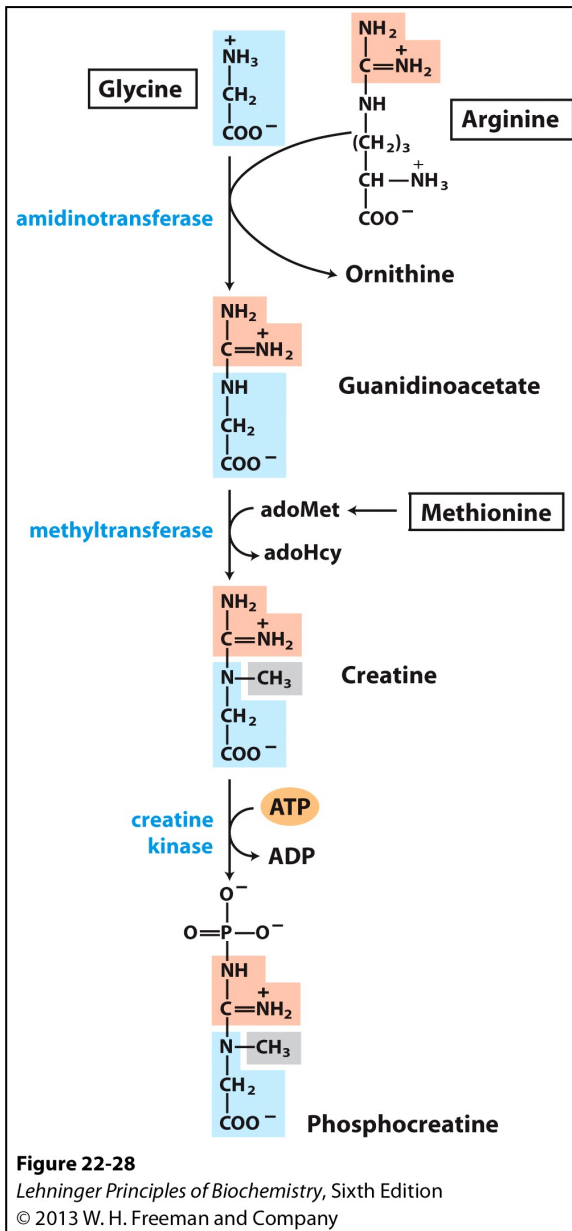 Glycine
+
NH3
CH2
COO−
NH2
+
C=NH2
NH
(CH2)3
+
CH—NH3
COO−
Arginine
amidinotransferase
Ornithine
NH2
+
C=NH2
NH
CH2
COO−
Guanidinoacetate
methyltransferase
adoMet
Methionine
adoHcy
NH2
+
C=NH2
N—CH3
CH2
COO−
Creatine
creatine
kinase
ATP
ADP
O−
O=P—O−
NH
+
C=NH2
N—CH3
CH2
COO−
Phosphocreatine
Figure 22-28
Lehninger Principles of Biochemistry, Sixth Edition
© 2013 W. H. Freeman and Company